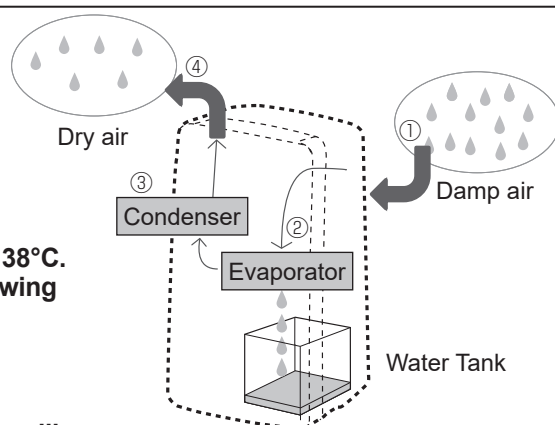 ④
①
Dry air
Damp air
③
Condenser
②
38°C.
Evaporator
wing
Water Tank